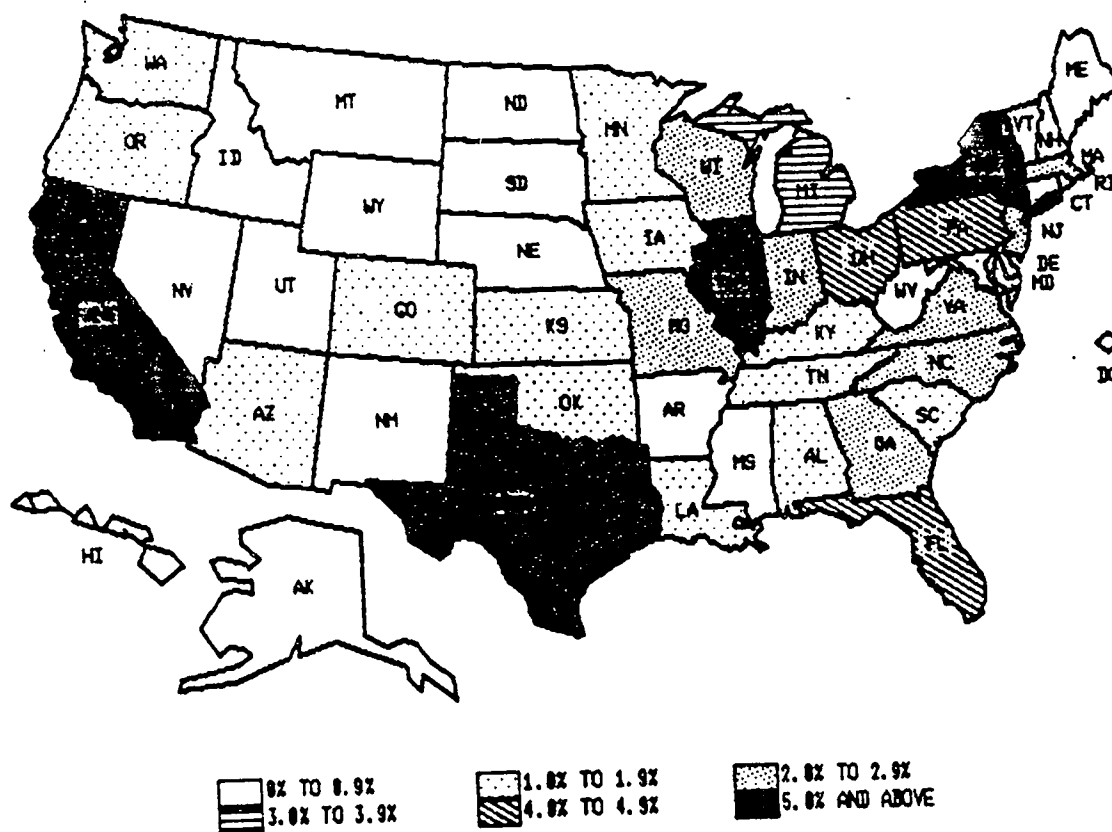 WA
MT
ND
MN
ME
VT
NH
OR
ID
SD
WI
MI
MA
RI
CT
WY
NE
IA
PA
NJ
NV
UT
CO
KS
MO
IN
OH
WV
DE
MD
VA
KY
AZ
NM
OK
AR
TN
NC
SC
MS
AL
GA
LA
FL
HI
AK
0% TO 0.9%
1.0% TO 1.9%
2.0% TO 2.9%
3.0% TO 3.9%
4.0% TO 4.9%
5.0% AND ABOVE